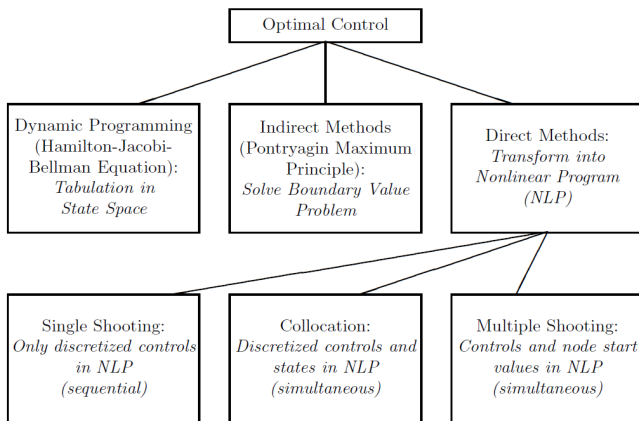 Optimal Control
Dynamic Programming
(Hamilton-Jacobi-
Bellman Equation):
Tabulation in
State Space
Indirect Methods
(Pontryagin Maximum
Principle):
Solve Boundary Value
Problem
Direct Methods:
Transform into
Nonlinear Program
(NLP)
Single Shooting:
Only discretized controls
in NLP
(sequential)
Collocation:
Discretized controls and
states in NLP
(simultaneous)
Multiple Shooting:
Controls and node start
values in NLP
(simultaneous)